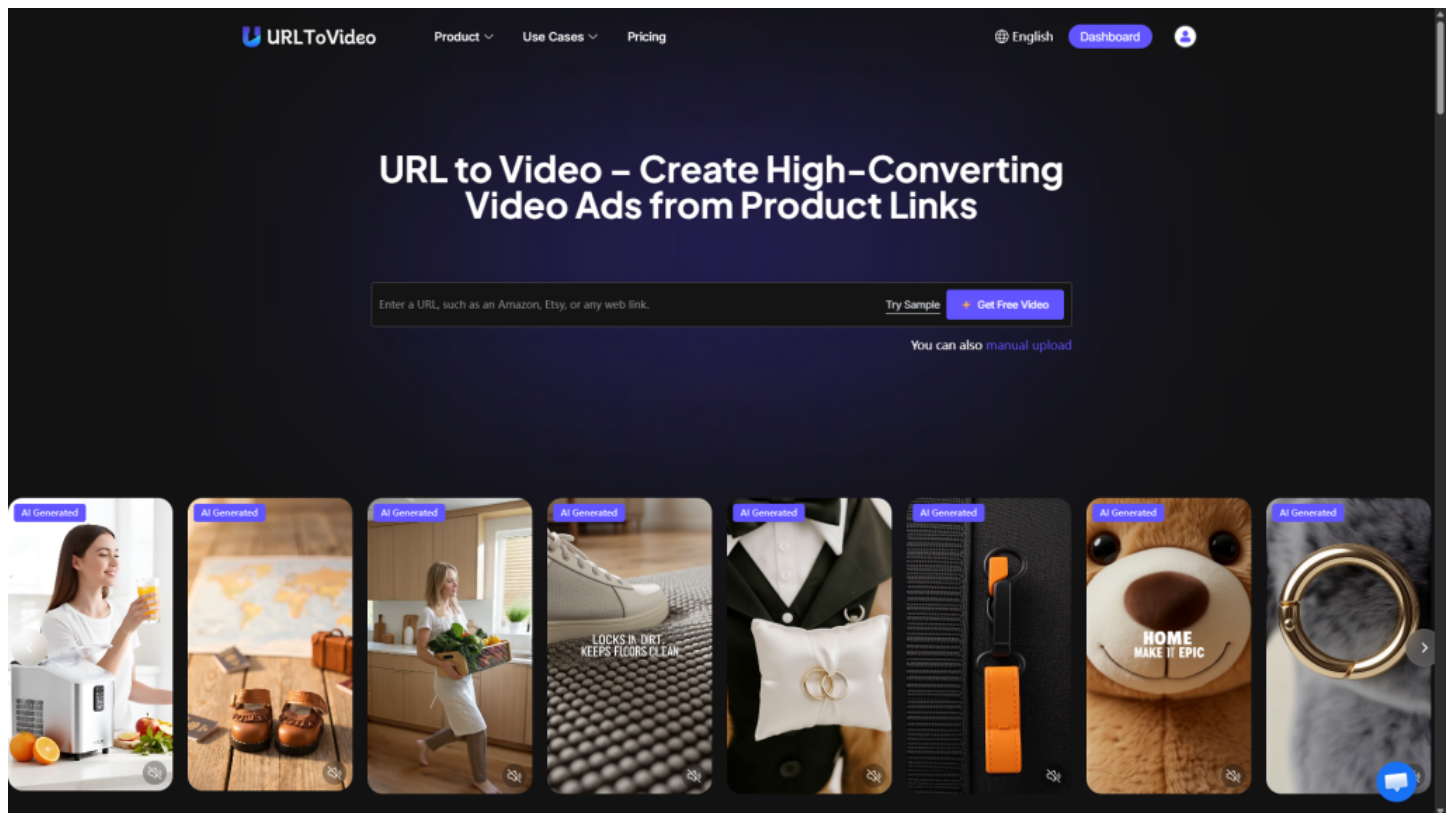 URLToVideo
Product
Use Cases
Pricing
English
Dashboard
URL to Video – Create High-Converting
Video Ads from Product Links
Enter a URL, such as an Amazon, Etsy, or any web link.
Try Sample
Get Free Video
You can also manual upload
AI Generated
AI Generated
AI Generated
AI Generated
AI Generated
AI Generated
AI Generated
AI Generated
LOCKS IN DIRT.
KEEPS FLOORS CLEAN.
HOME
MAKE IT EPIC